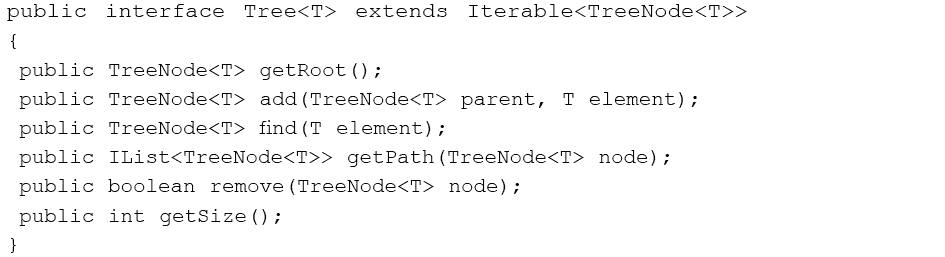 public interface Tree<T> extends Iterable<TreeNode<T>>
{
public TreeNode<T> getRoot();
public TreeNode<T> add(TreeNode<T> parent, T element);
public TreeNode<T> find(T element);
public IList<TreeNode<T>> getPath(TreeNode<T> node);
public boolean remove(TreeNode<T> node);
public int getSize();
}